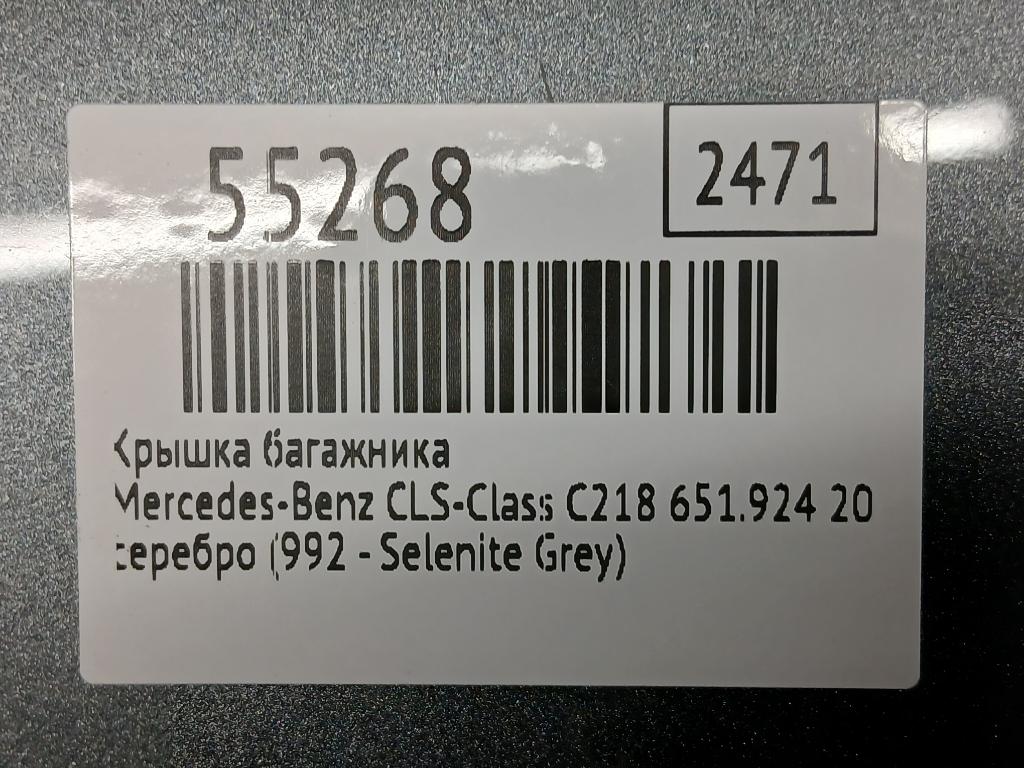 55268
2471
Крышка багажника
Mercedes-Benz CLS-Class C218 651.924 20
серебро (992 - Selenite Grey)